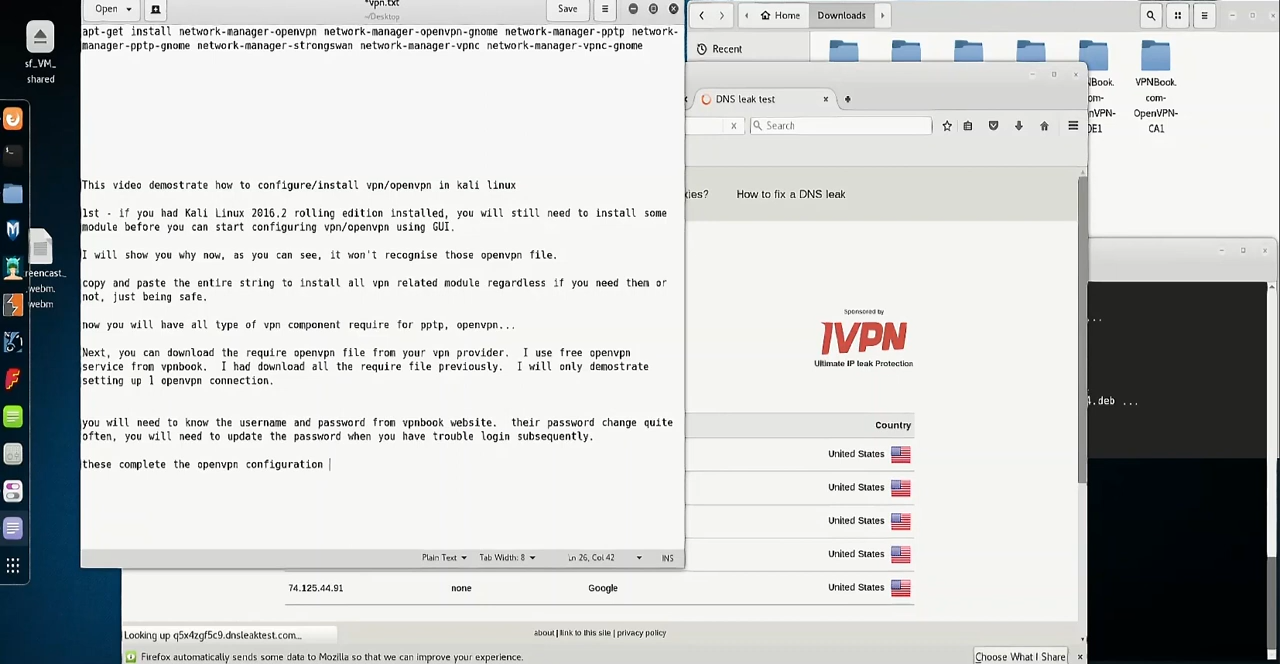 Open
*vpn.txt
~/Desktop
Save
apt-get install network-manager-openvpn network-manager-openvpn-gnome network-manager-pptp network-
manager-pptp-gnome network-manager-strongswan network-manager-vpnc network-manager-vpnc-gnome
This video demostrate how to configure/install vpn/openvpn in kali linux
1st - if you had Kali Linux 2016.2 rolling edition installed, you will still need to install some
module before you can start configuring vpn/openvpn using GUI.
I will show you why now, as you can see, it won't recognise those openvpn file.
copy and paste the entire string to install all vpn related module regardless if you need them or
not, just being safe.
now you will have all type of vpn component require for pptp, openvpn...
Next, you can download the require openvpn file from your vpn provider.  I use free openvpn
service from vpnbook.  I had download all the require file previously.  I will only demostrate
setting up 1 openvpn connection.
you will need to know the username and password from vpnbook website.  their password change quite
often, you will need to update the password when you have trouble login subsequently.
these complete the openvpn configuration
Plain Text
Tab Width: 8
Ln 26, Col 42
INS
sf_VM_
shared
reencast_
.webm.
webm
Home
Downloads
Recent
NBook.
com-
OpenVPN-
DE1
VPNBook.
com-
OpenVPN-
CA1
DNS leak test
Search
kies?
How to fix a DNS leak
Sponsored by
IVPN
Ultimate IP leak Protection
Country
United States
United States
United States
United States
74.125.44.91 none Google United States
about | link to this site | privacy policy
Looking up q5x4zgf5c9.dnsleaktest.com...
Firefox automatically sends some data to Mozilla so that we can improve your experience.
Choose What I Share
...
.deb ...